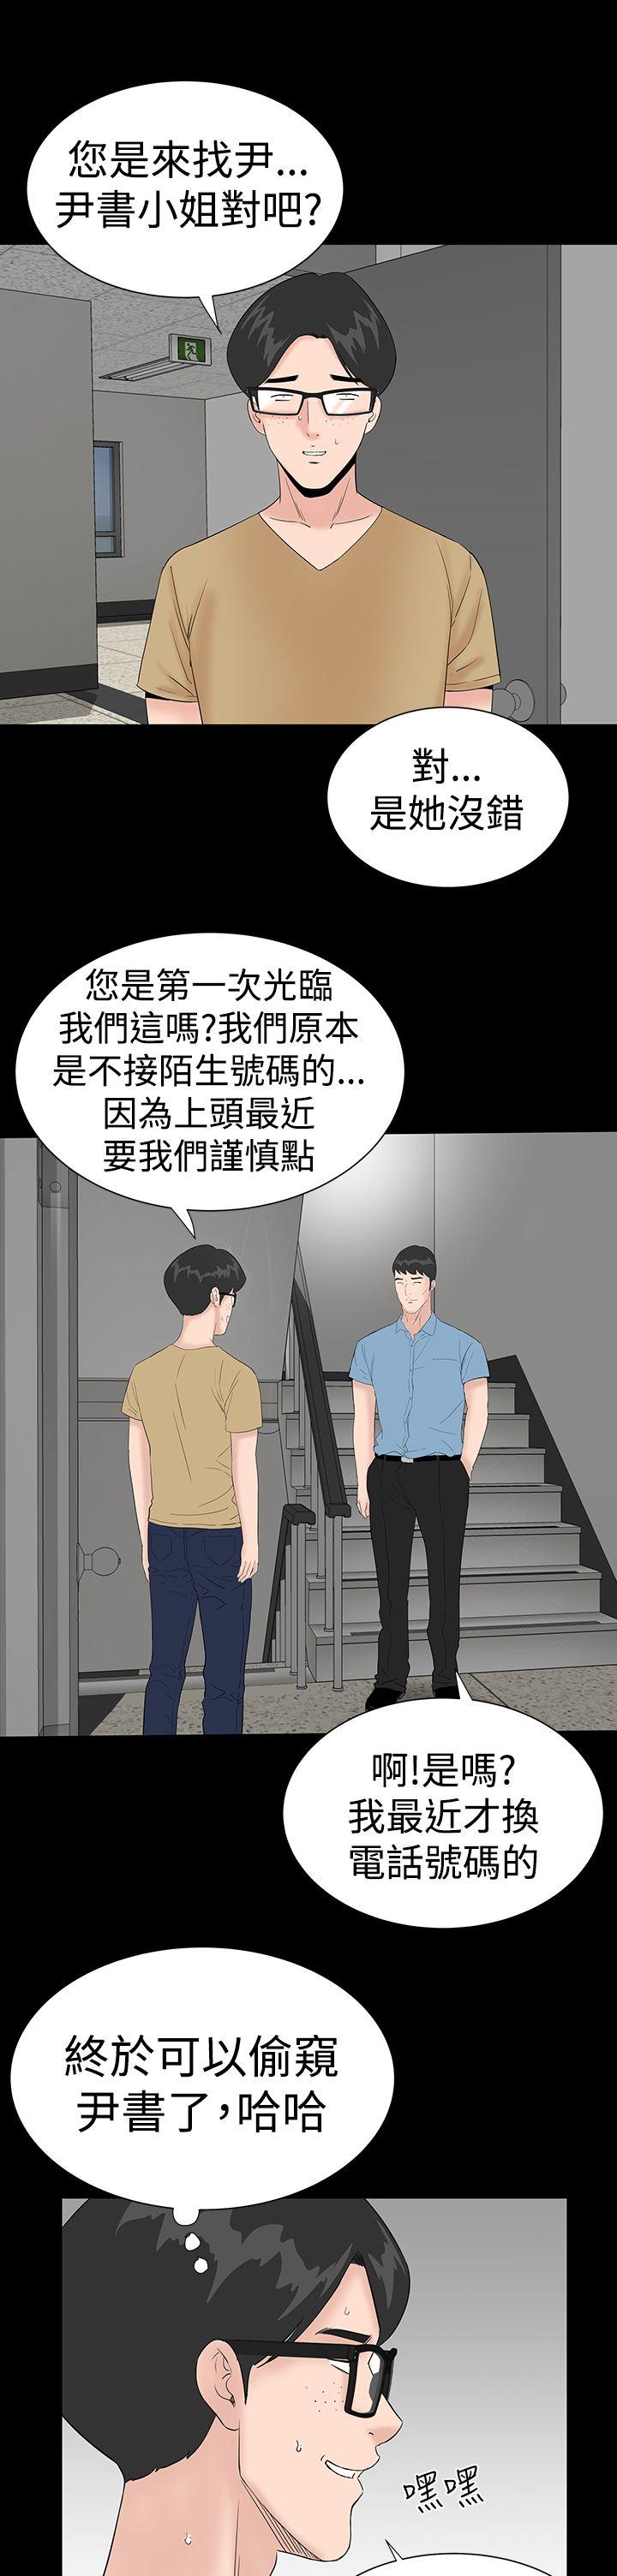 您是來找尹...
尹書小姐對吧?
對...
是她沒錯
您是第一次光臨
我們這嗎?我們原本
是不接陌生號碼的...
因為上頭最近
要我們謹慎點
啊!是嗎?
我最近才換
電話號碼的
終於可以偷窺
尹書了,哈哈
嘿嘿